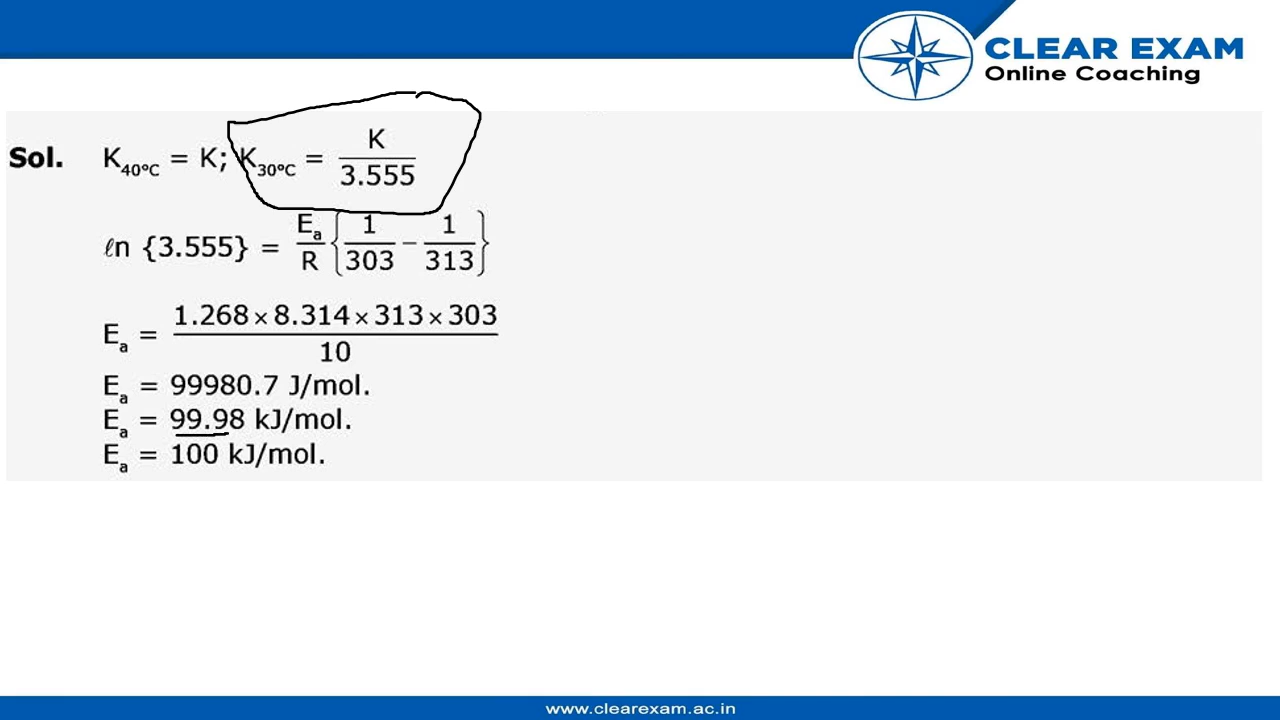 CLEAR EXAM
Online Coaching
Sol. K40°C = K; K30°C = K/3.555
ℓn {3.555} = Ea/R {1/303 − 1/313}
Ea = 1.268 × 8.314 × 313 × 303 / 10
Ea = 99980.7 J/mol.
Ea = 99.98 kJ/mol.
Ea = 100 kJ/mol.
www.clearexam.ac.in